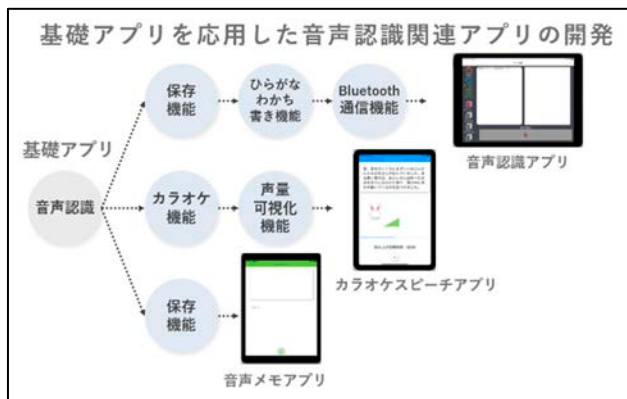 基礎アプリを応用した音声認識関連アプリの開発
保存
機能
ひらがな
わかち
書き機能
Bluetooth
通信機能
音声認識アプリ
基礎アプリ
音声認識
カラオケ
機能
声量
可視化
機能
カラオケスピーチアプリ
保存
機能
音声メモアプリ